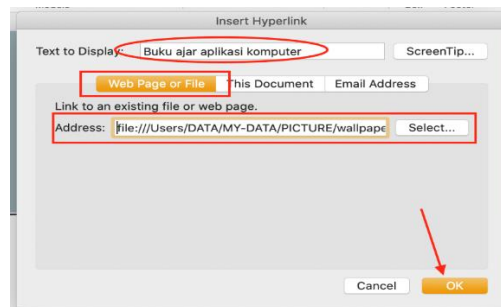 Insert Hyperlink
Text to Display: Buku ajar aplikasi komputer ScreenTip...
Web Page or File This Document Email Address
Link to an existing file or web page.
Address: file:///Users/DATA/MY-DATA/PICTURE/wallpape Select...
Cancel OK